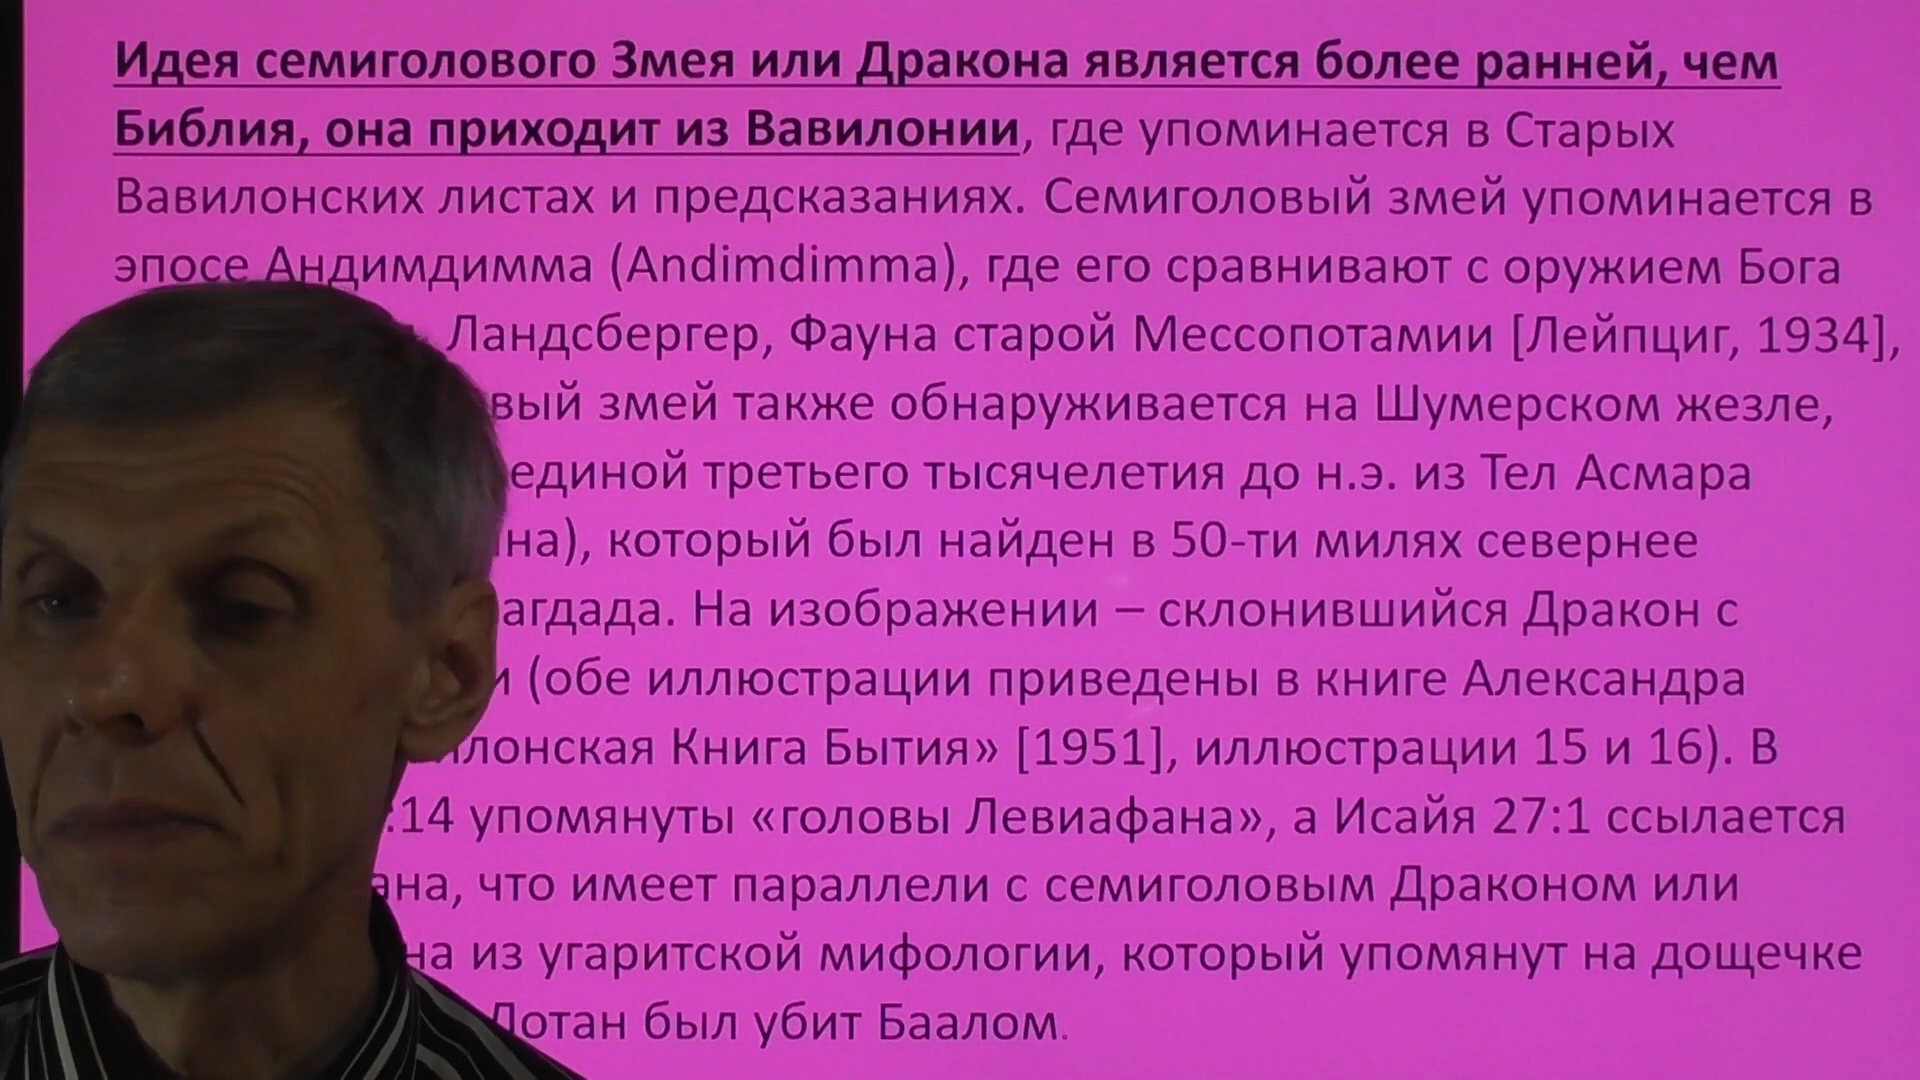 Идея семиголового Змея или Дракона является более ранней, чем
Библия, она приходит из Вавилонии, где упоминается в Старых
Вавилонских листах и предсказаниях. Семиголовый змей упоминается в
эпосе Андимдимма (Andimdimma), где его сравнивают с оружием Бога
Ландсбергер, Фауна старой Мессопотамии [Лейпциг, 1934],
вый змей также обнаруживается на Шумерском жезле,
единой третьего тысячелетия до н.э. из Тел Асмара
на), который был найден в 50-ти милях севернее
агдада. На изображении – склонившийся Дракон с
и (обе иллюстрации приведены в книге Александра
лонская Книга Бытия» [1951], иллюстрации 15 и 16). В
:14 упомянуты «головы Левиафана», а Исайя 27:1 ссылается
ана, что имеет параллели с семиголовым Драконом или
на из угаритской мифологии, который упомянут на дощечке
Лотан был убит Баалом.